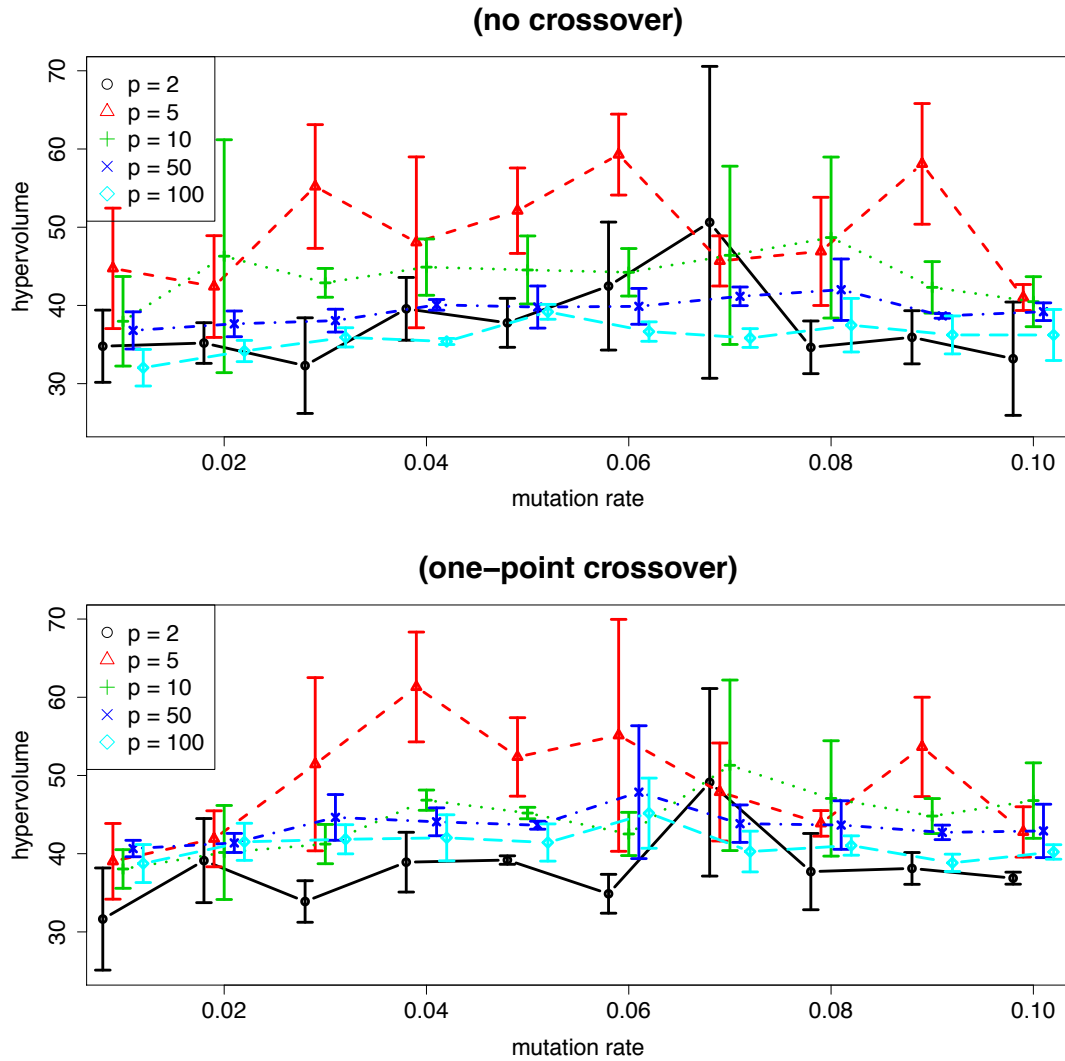 (no crossover)
p = 2
p = 5
p = 10
p = 50
p = 100
hypervolume
70
60
50
40
30
0.02 0.04 0.06 0.08 0.10
mutation rate
(one−point crossover)
p = 2
p = 5
p = 10
p = 50
p = 100
hypervolume
70
60
50
40
30
0.02 0.04 0.06 0.08 0.10
mutation rate